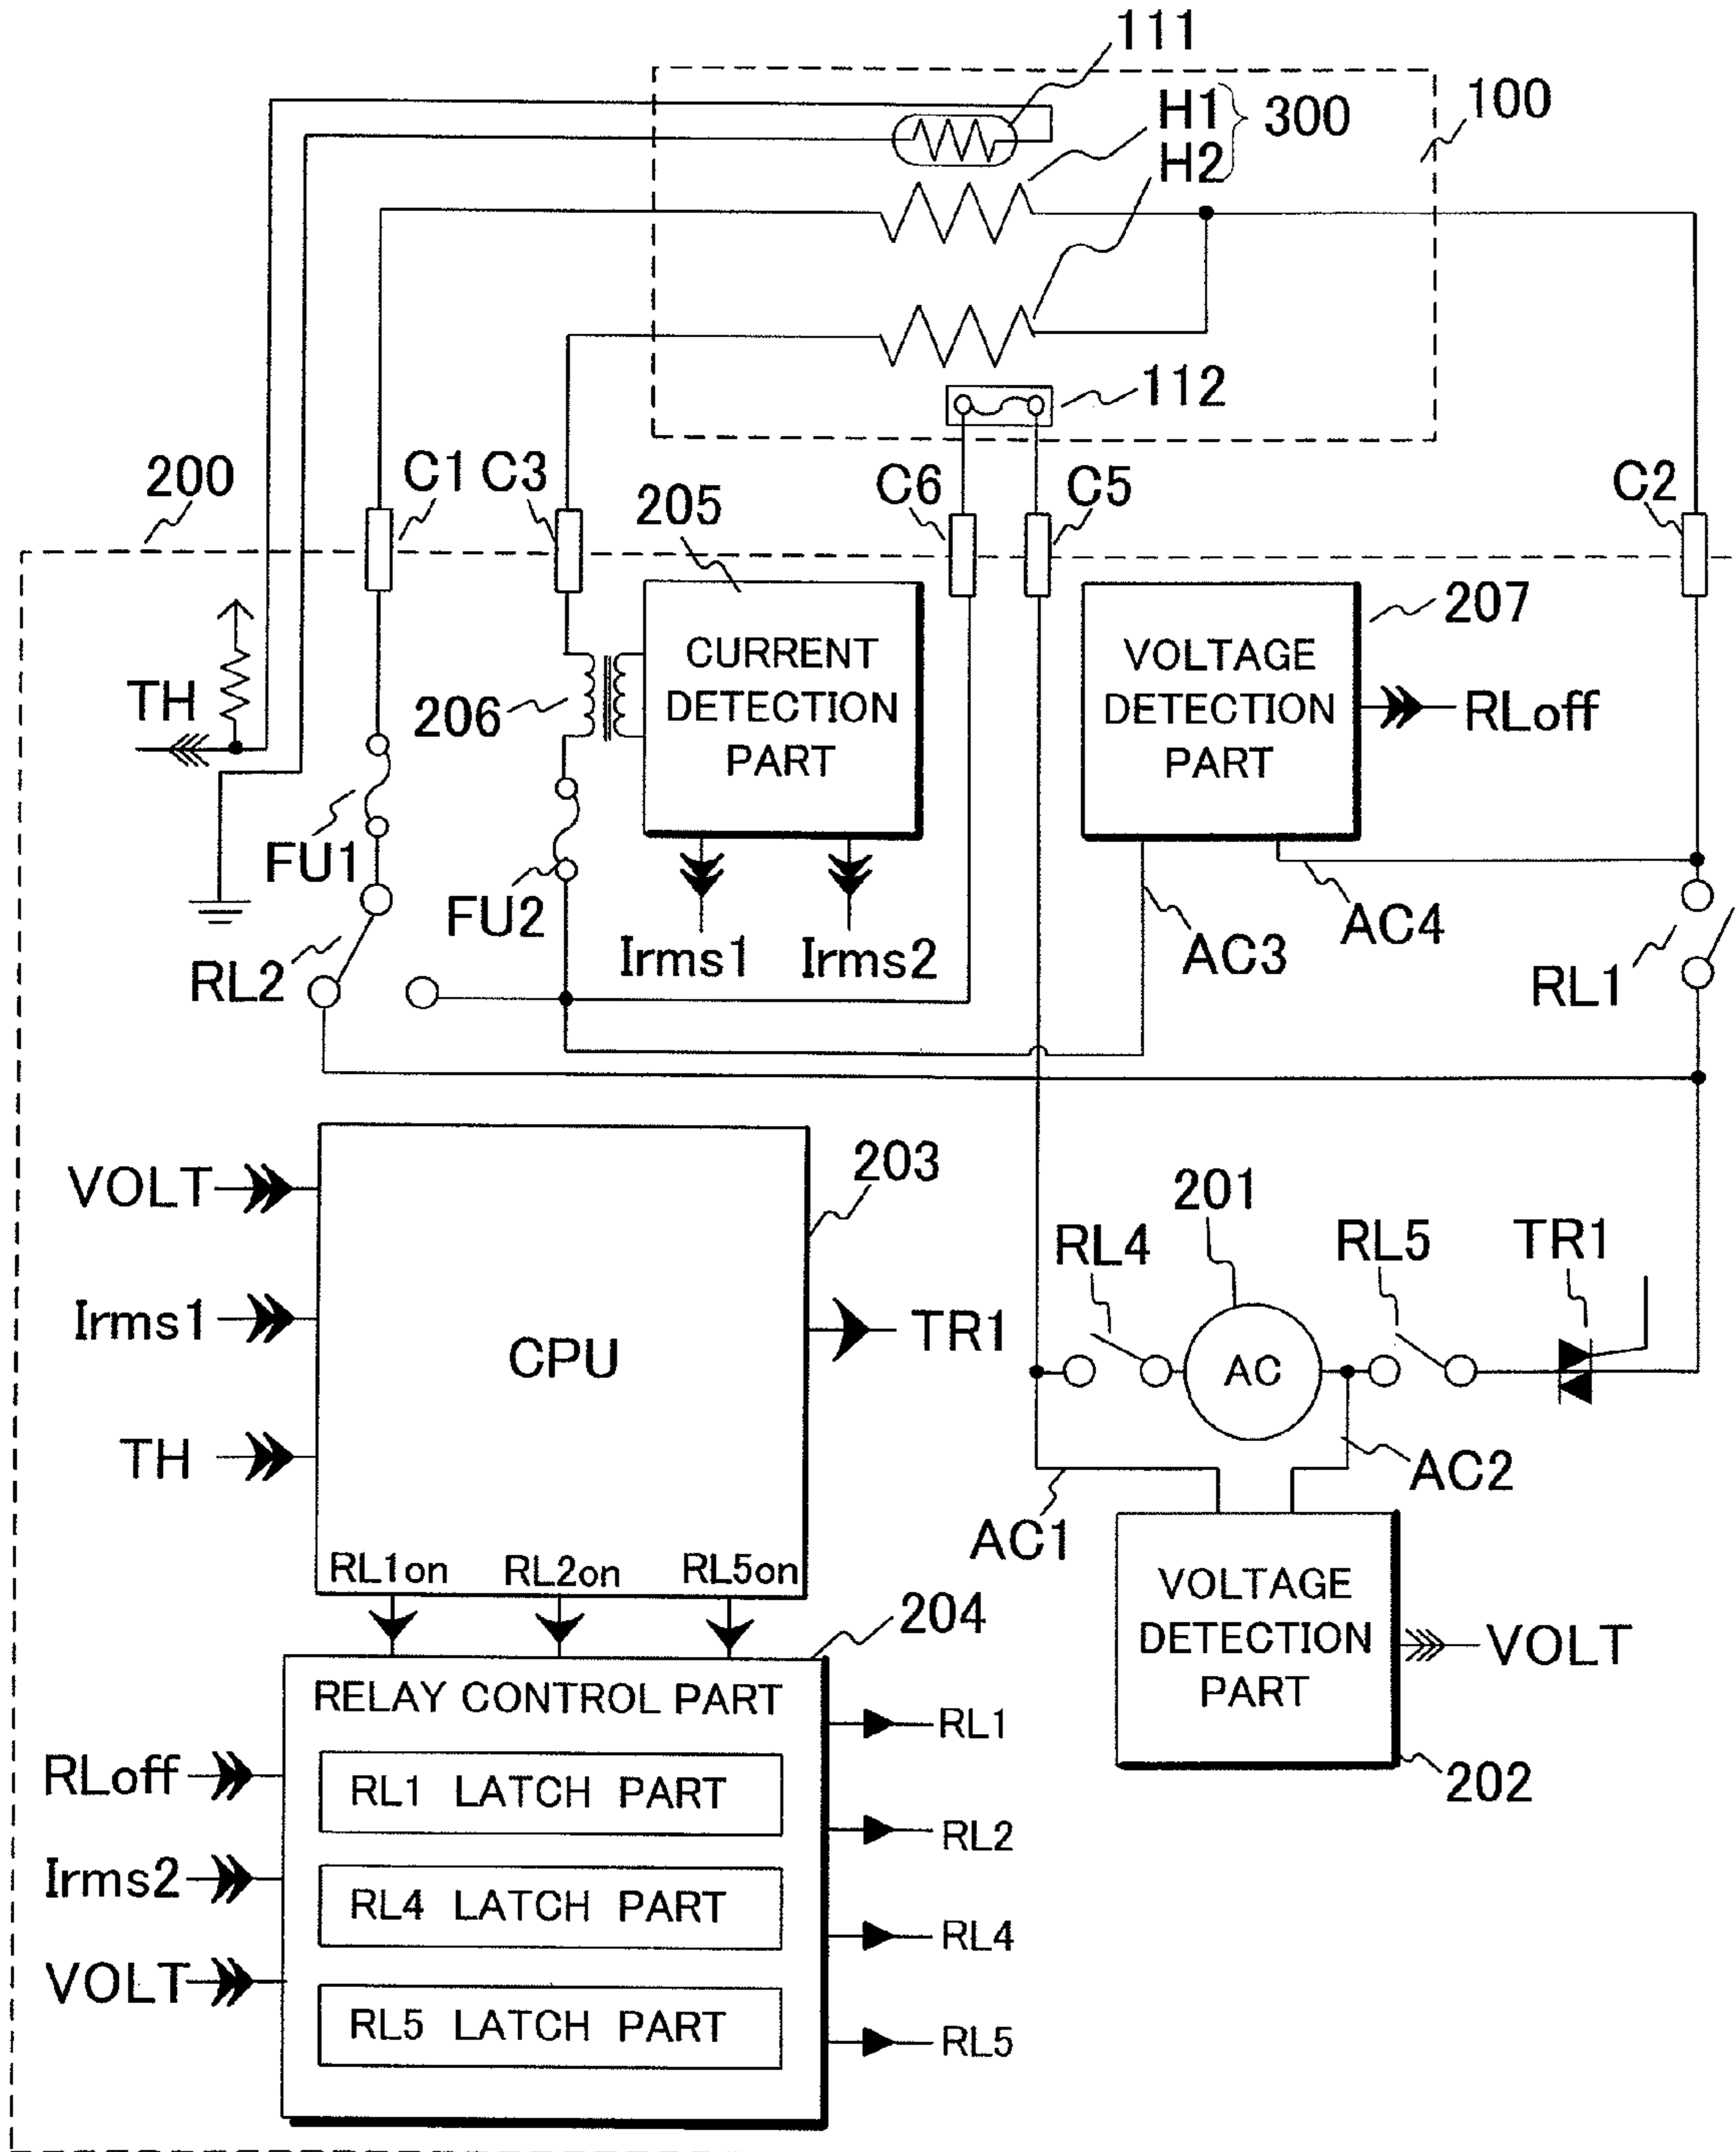 111
H1
300
100
H2
112
200
C1
C3
205
C6
C5
C2
207
CURRENT
DETECTION
PART
VOLTAGE
DETECTION
PART
RLoff
TH
206
FU1
FU2
Irms1
Irms2
AC3
AC4
RL2
RL1
VOLT
203
201
RL4
RL5
TR1
Irms1
CPU
TR1
AC
TH
AC2
AC1
RL1on
RL2on
RL5on
204
VOLTAGE
DETECTION
PART
VOLT
202
RELAY CONTROL PART
RL1
RLoff
RL1 LATCH PART
RL2
Irms2
RL4 LATCH PART
RL4
VOLT
RL5 LATCH PART
RL5